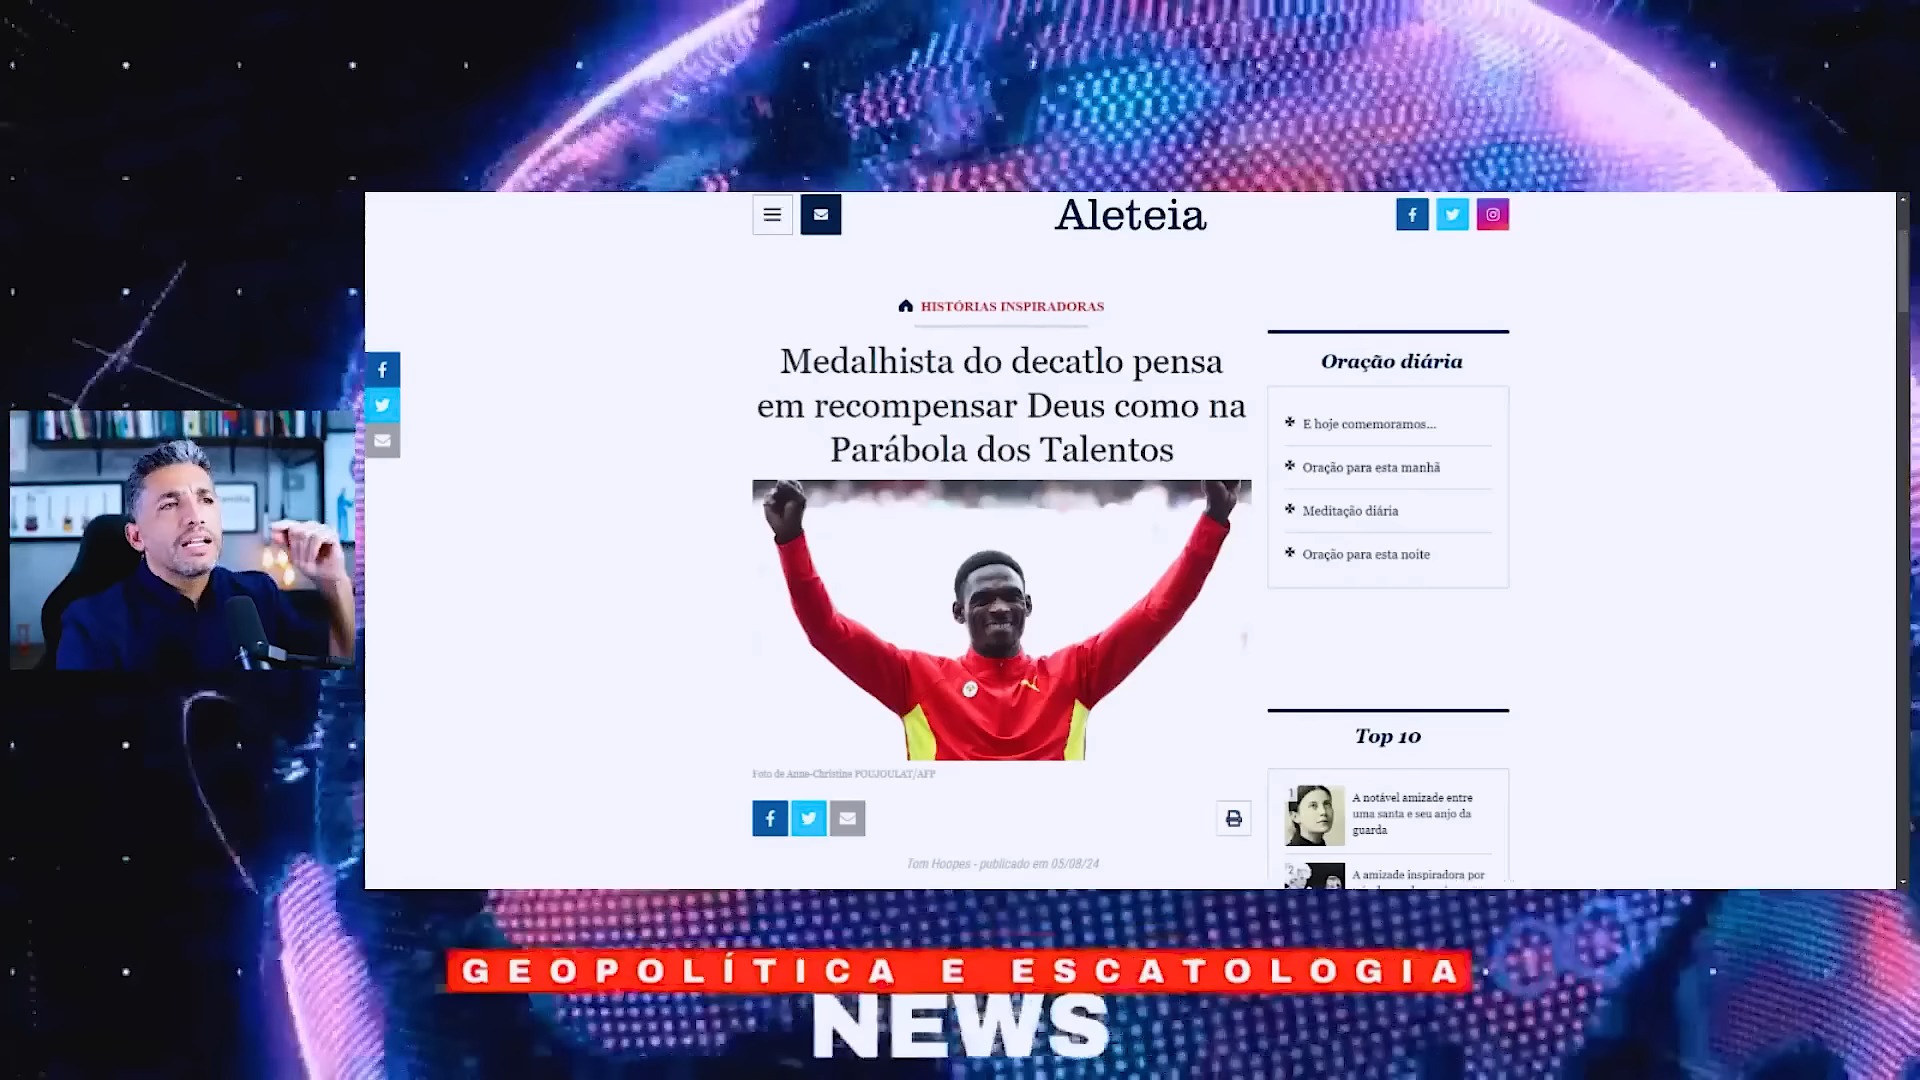 Aleteia
HISTÓRIAS INSPIRADORAS
Medalhista do decatlo pensa
em recompensar Deus como na
Parábola dos Talentos
Foto de Anne-Christine POUJOULAT/AFP
Tom Hoopes - publicado em 05/08/24
Oração diária
E hoje comemoramos...
Oração para esta manhã
Meditação diária
Oração para esta noite
Top 10
1
A notável amizade entre
uma santa e seu anjo da
guarda
2
A amizade inspiradora por
GEOPOLÍTICA E ESCATOLOGIA
NEWS